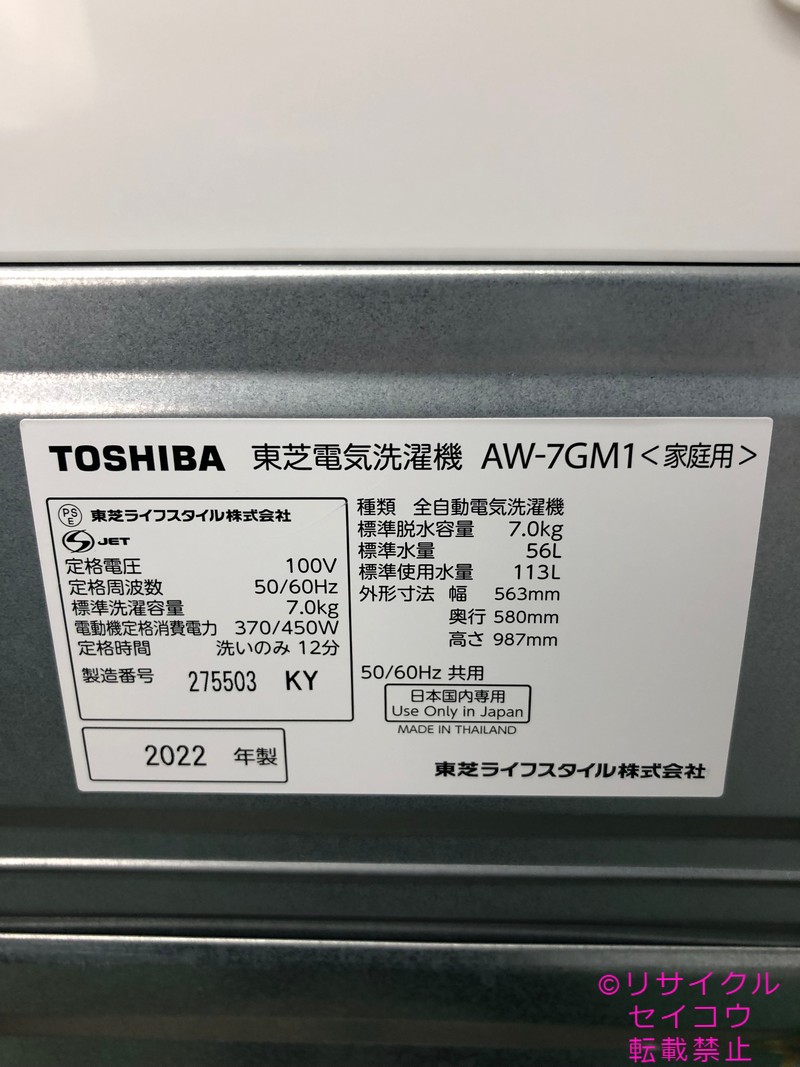 TOSHIBA 東芝電気洗濯機 AW-7GM1<家庭用>
PSE 東芝ライフスタイル株式会社
S JET
定格電圧 100V
定格周波数 50/60Hz
標準洗濯容量 7.0kg
電動機定格消費電力 370/450W
定格時間 洗いのみ 12分
製造番号 275503 KY
2022 年製
種類 全自動電気洗濯機
標準脱水容量 7.0kg
標準水量 56L
標準使用水量 113L
外形寸法 幅 563mm
奥行 580mm
高さ 987mm
50/60Hz 共用
日本国内専用
Use Only in Japan
MADE IN THAILAND
東芝ライフスタイル株式会社
©リサイクル
セイコウ
転載禁止